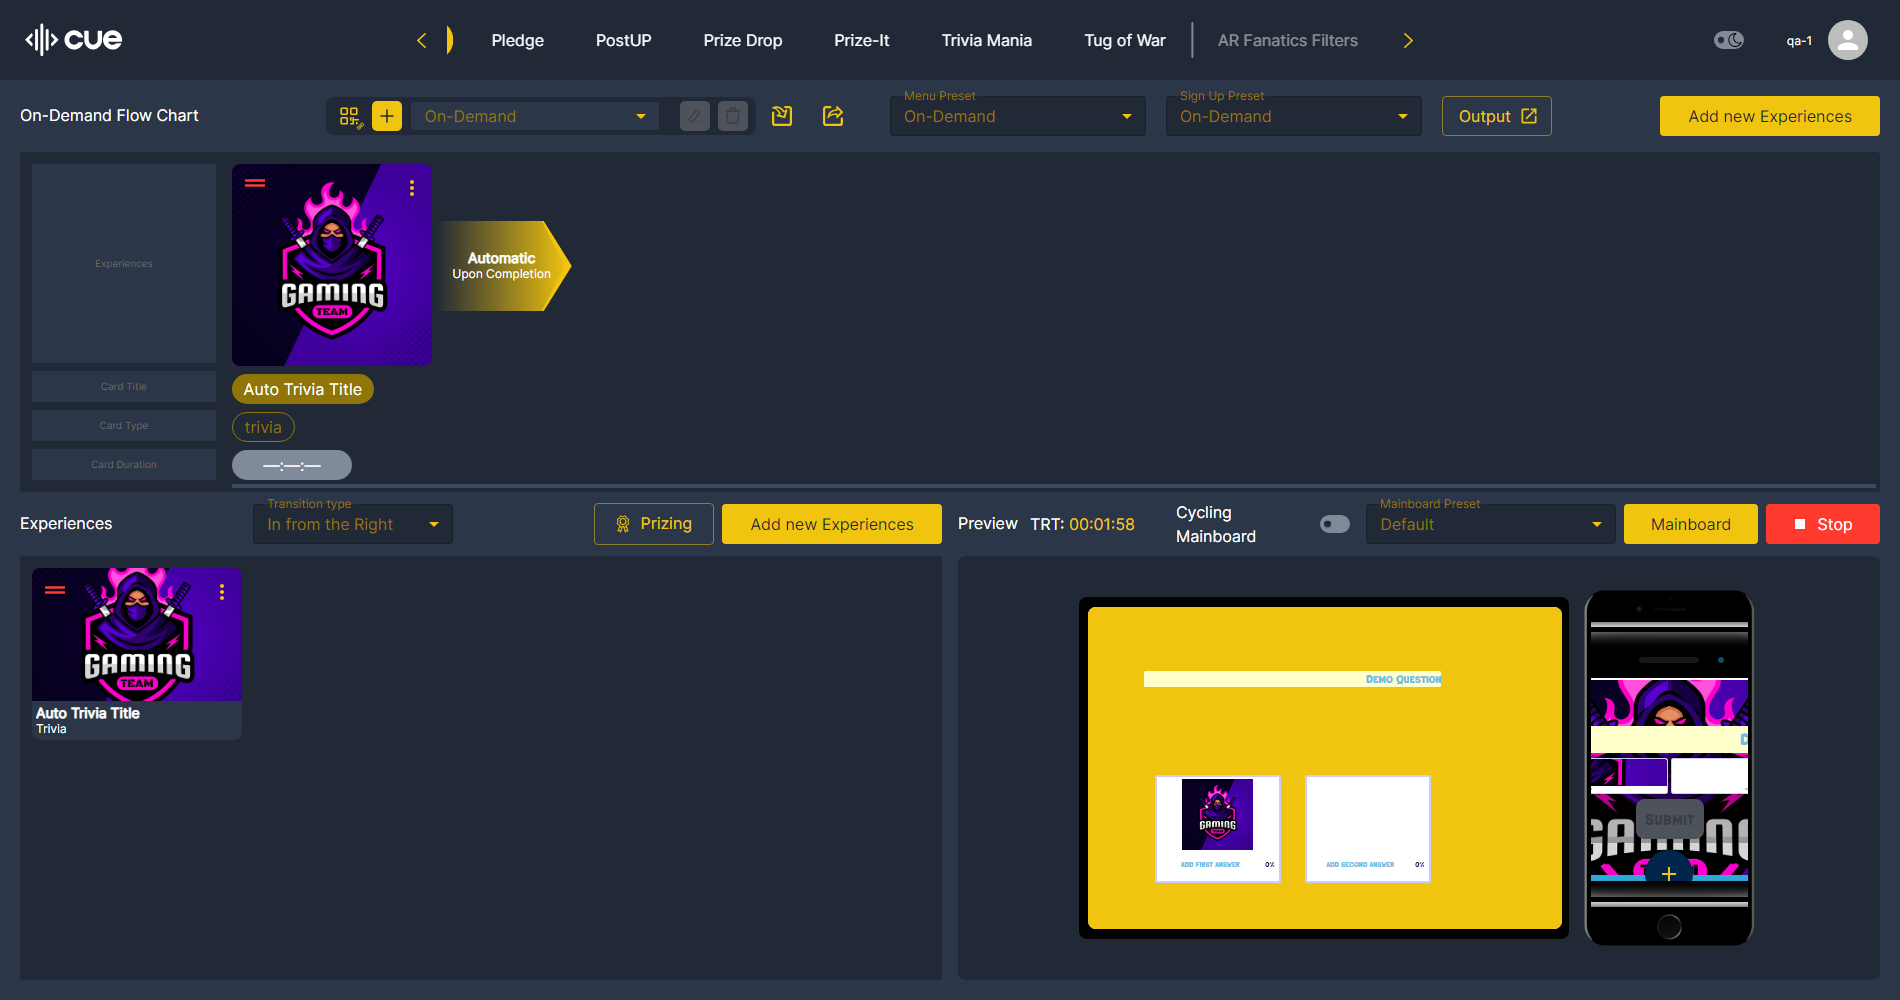 cue
Pledge
PostUP
Prize Drop
Prize-It
Trivia Mania
Tug of War
AR Fanatics Filters
qa-1
On-Demand Flow Chart
On-Demand
Menu Preset
On-Demand
Sign Up Preset
On-Demand
Output
Add new Experiences
Experiences
GAMING
TEAM
Automatic
Upon Completion
Card Title
Auto Trivia Title
Card Type
trivia
Card Duration
—:—:—
Experiences
Transition type
In from the Right
Prizing
Add new Experiences
Preview
TRT: 00:01:58
Cycling
Mainboard
Mainboard Preset
Default
Mainboard
Stop
GAMING
TEAM
Auto Trivia Title
Trivia
Demo Question
GAMING
ADD FIRST ANSWER
0%
ADD SECOND ANSWER
0%
D
SUBMIT
GAMING